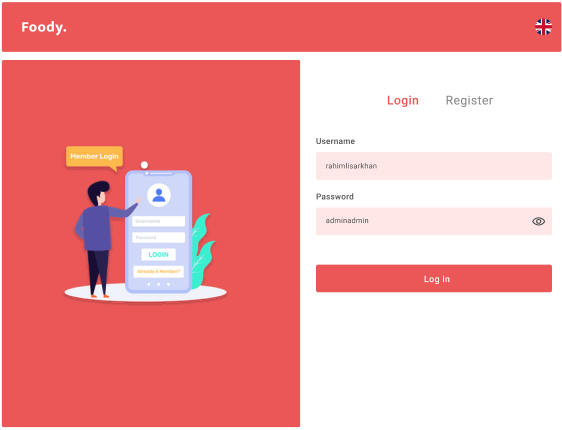 Foody.
Login Register
Member Login
Username
rahimlisarkhan
Password
adminadmin
Username
Password
LOGIN
Already A Member?
Log in